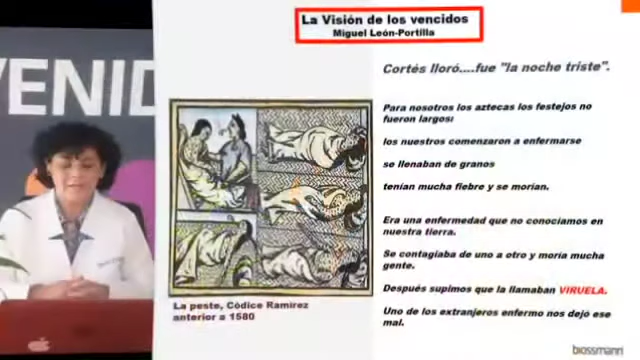 VENID
La Visión de los vencidos
Miguel León-Portilla
Cortés lloró....fue "la noche triste".
Para nosotros los aztecas los festejos no
fueron largos:
los nuestros comenzaron a enfermarse
se llenaban de granos
tenían mucha fiebre y se morían.
Era una enfermedad que no conocíamos en
nuestra tierra.
Se contagiaba de uno a otro y moría mucha
gente.
Después supimos que la llamaban VIRUELA.
Uno de los extranjeros enfermo nos dejó ese
mal.
La peste, Códice Ramírez
anterior a 1580
biossmann